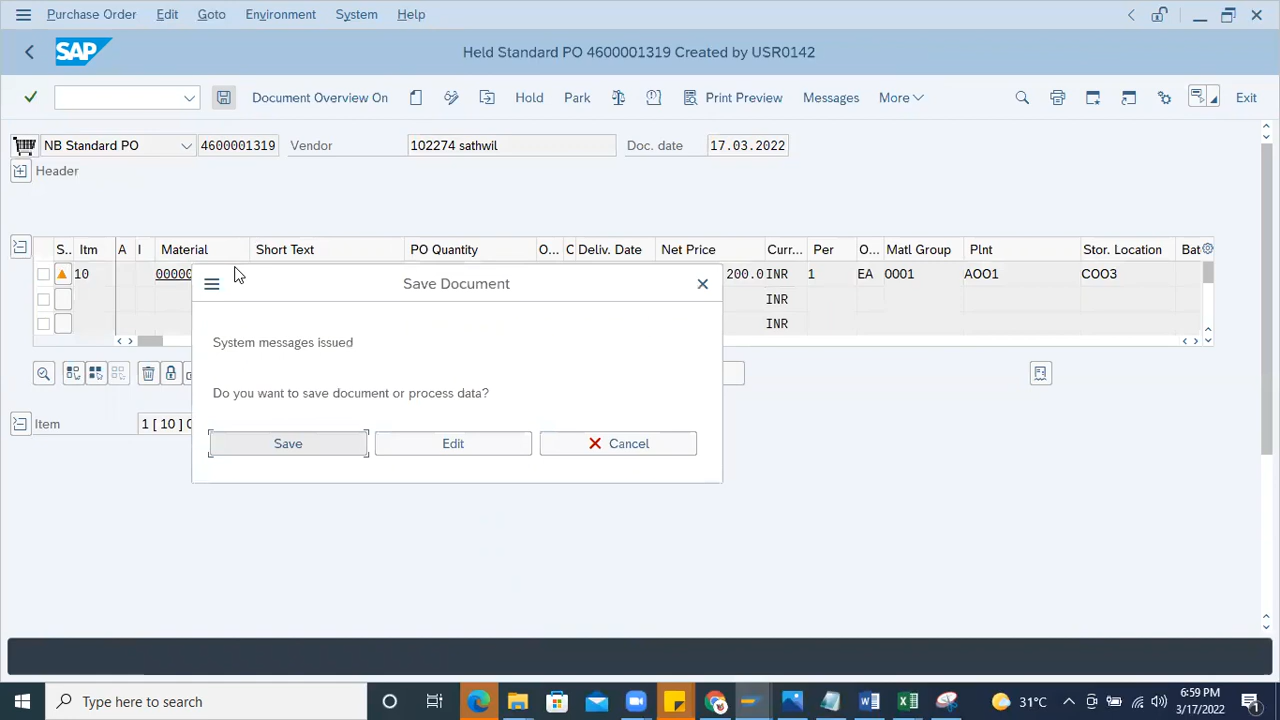 Purchase Order Edit Goto Environment System Help
SAP Held Standard PO 4600001319 Created by USR0142
Document Overview On Hold Park Print Preview Messages More Exit
NB Standard PO 4600001319 Vendor 102274 sathwil Doc. date 17.03.2022
Header
S.. Itm A I Material Short Text PO Quantity O... C Deliv. Date Net Price Curr... Per O... Matl Group Plnt Stor. Location Bat
10 00000 200.0 INR 1 EA 0001 AOO1 COO3
INR
INR
Save Document
System messages issued
Do you want to save document or process data?
Save Edit Cancel
Item 1 [ 10 ] 0
Type here to search 31°C 6:59 PM
3/17/2022
1